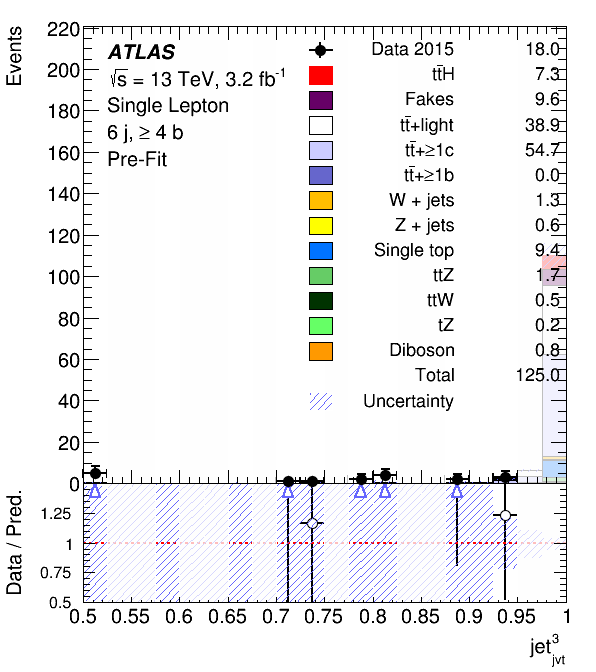 Events
220
200
180
160
140
120
100
80
60
40
20
0
ATLAS
√s = 13 TeV, 3.2 fb⁻¹
Single Lepton
6 j, ≥ 4 b
Pre-Fit
Data 2015 18.0
tt̄H 7.3
Fakes 9.6
tt̄+light 38.9
tt̄+≥1c 54.7
tt̄+≥1b 0.0
W + jets 1.3
Z + jets 0.6
Single top 9.4
ttZ 1.7
ttW 0.5
tZ 0.2
Diboson 0.8
Total 125.0
Uncertainty
Data / Pred.
1.25
1
0.75
0.5
0.5 0.55 0.6 0.65 0.7 0.75 0.8 0.85 0.9 0.95 1
jet³jvt